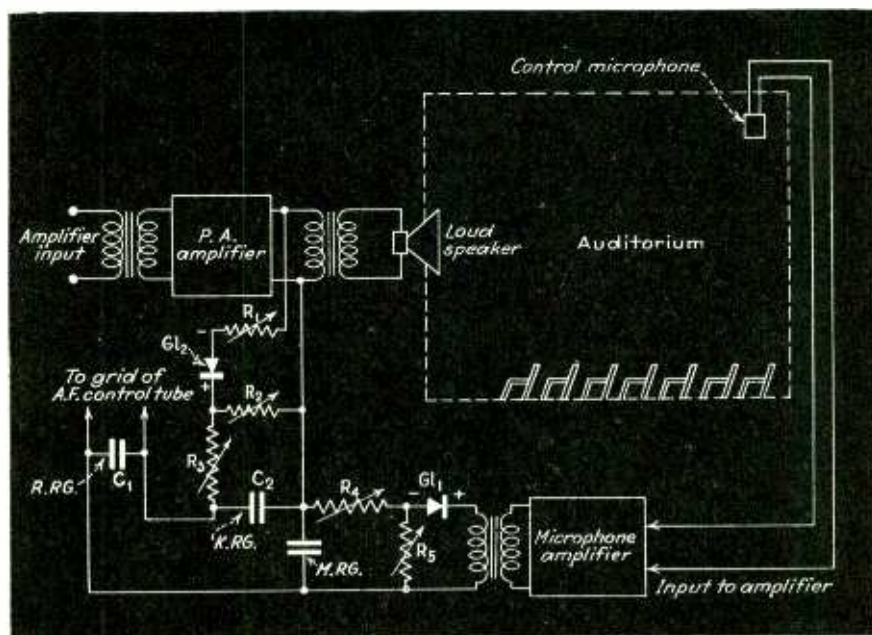 Control microphone
Amplifier
input
P. A.
amplifier
Loud
speaker
Auditorium
R₁
-
Gl₂
+
To grid of
A.F. control tube
R₂
R₃
R.RG.
C₁
C₂
'K.RG.
R₄
- Gl₁ +
R₅
M.RG.
Microphone
amplifier
Input to amplifier